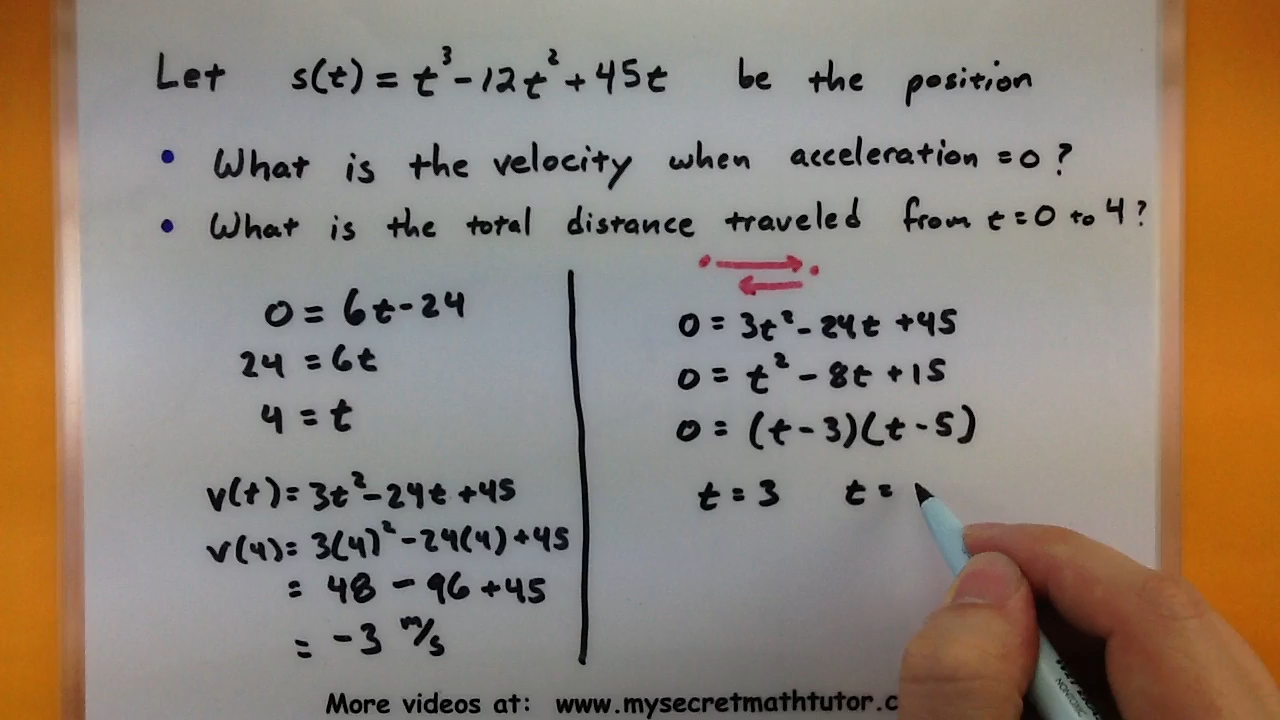 Let s(t) = t³ - 12t² + 45t be the position
• What is the velocity when acceleration = 0?
• What is the total distance traveled from t = 0 to 4?
0 = 6t - 24
24 = 6t
4 = t
v(t) = 3t² - 24t + 45
v(4) = 3(4)² - 24(4) + 45
= 48 - 96 + 45
= -3 m/s
0 = 3t² - 24t + 45
0 = t² - 8t + 15
0 = (t - 3)(t - 5)
t = 3 t =
More videos at: www.mysecretmathtutor.c